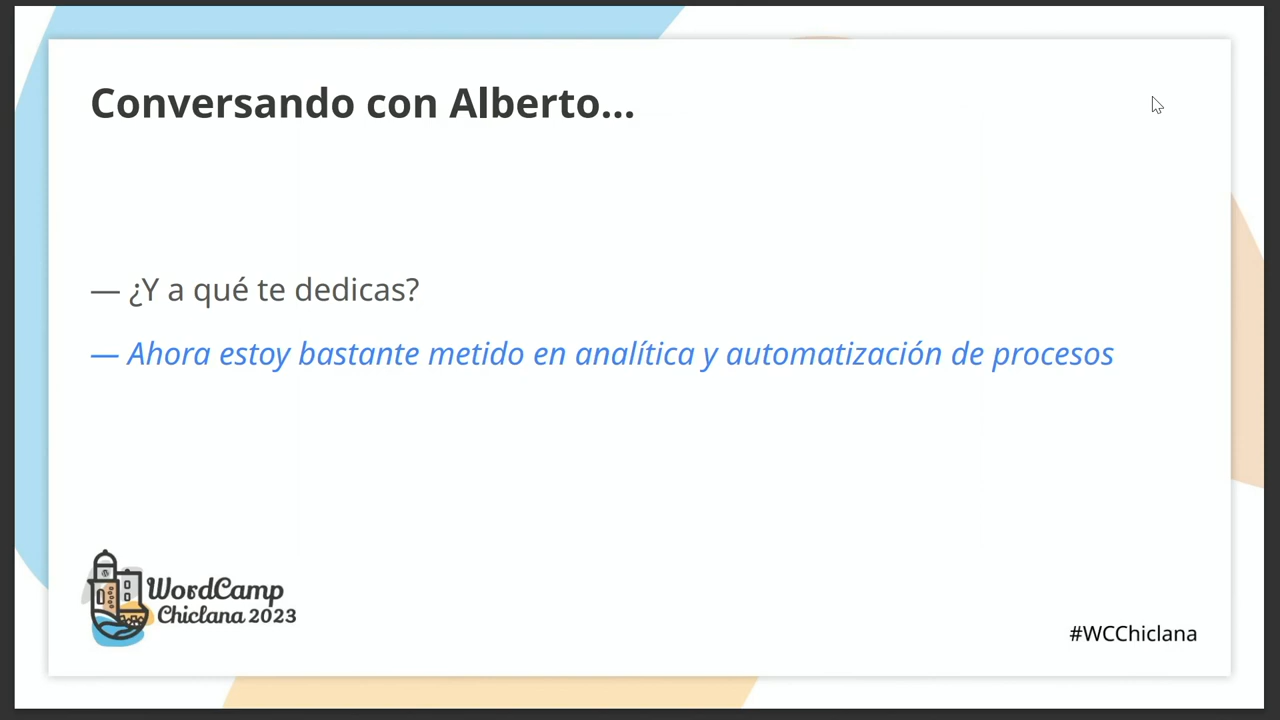 Conversando con Alberto...
— ¿Y a qué te dedicas?
— Ahora estoy bastante metido en analítica y automatización de procesos
WordCamp
Chiclana 2023
#WCChiclana